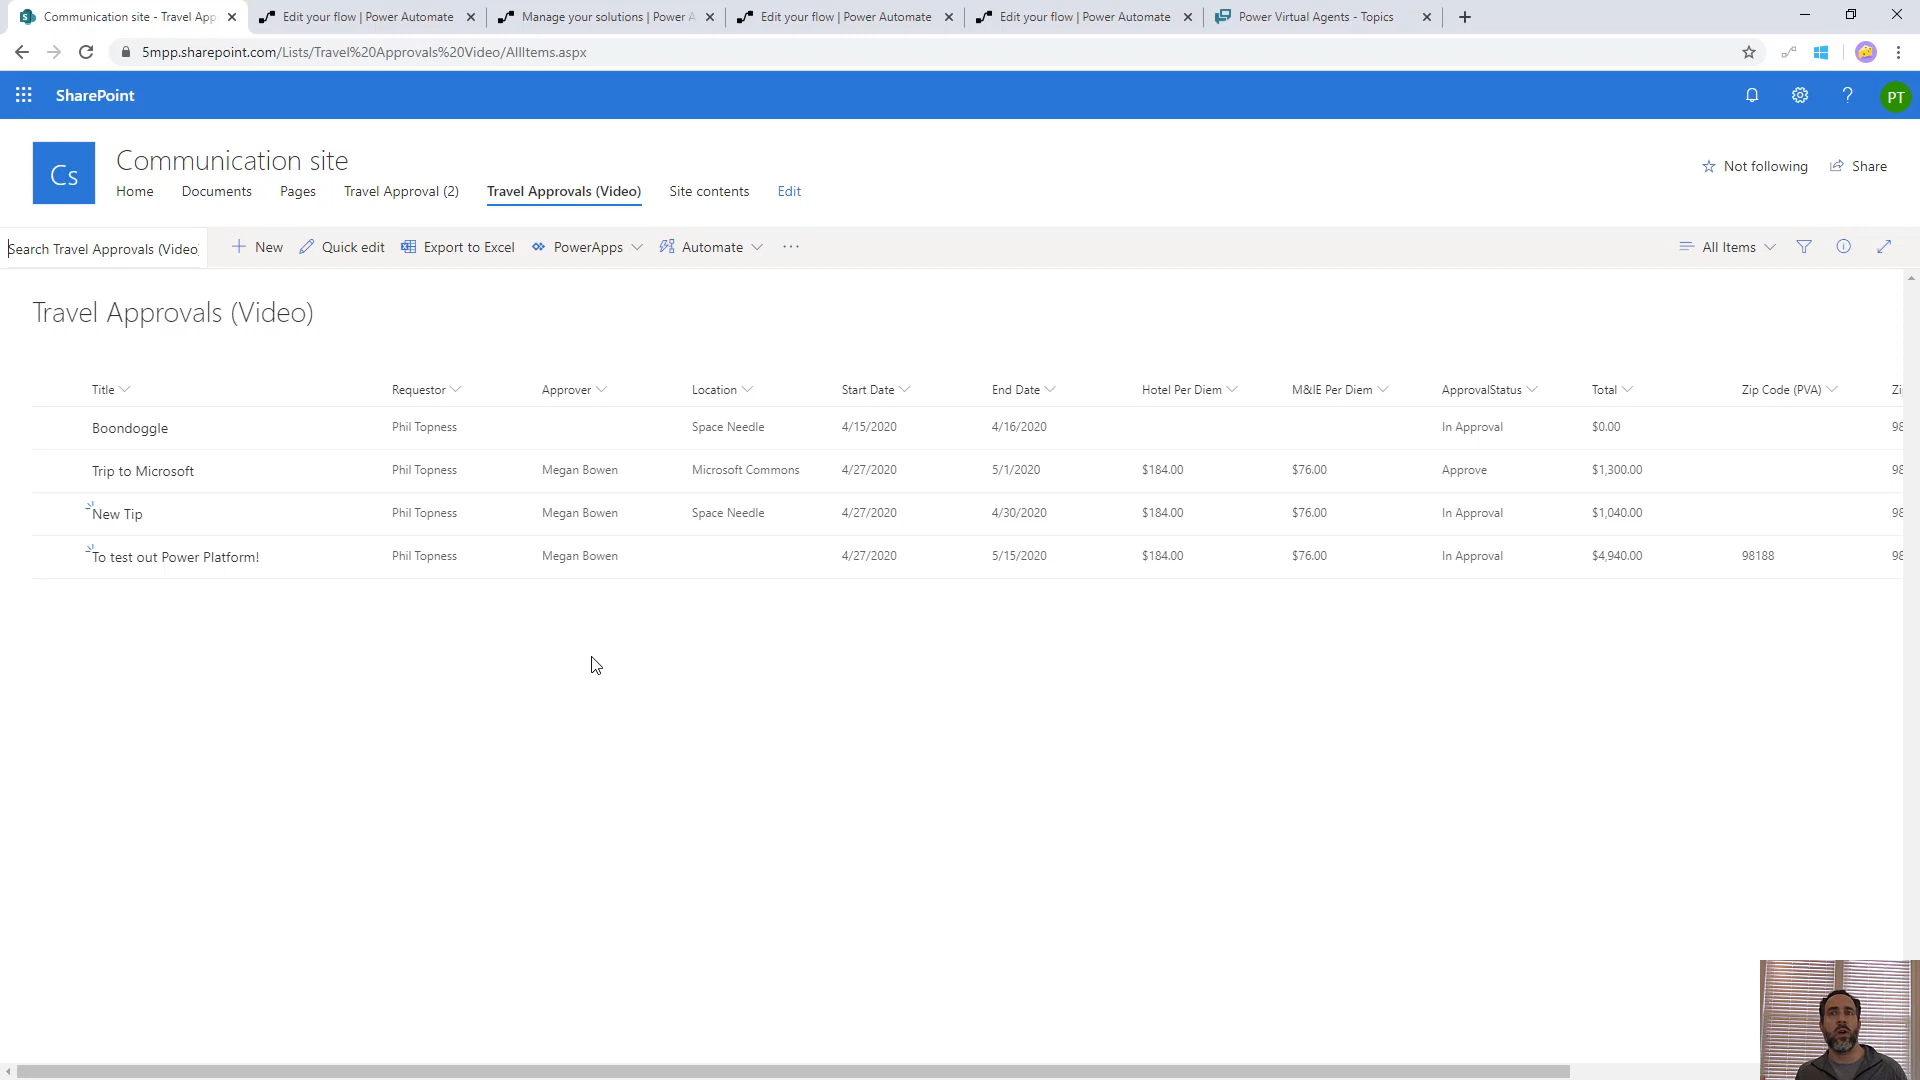 Communication site - Travel App
Edit your flow | Power Automate
Manage your solutions | Power A
Edit your flow | Power Automate
Edit your flow | Power Automate
Power Virtual Agents - Topics
5mpp.sharepoint.com/Lists/Travel%20Approvals%20Video/AllItems.aspx
SharePoint
PT
Cs
Communication site
Home Documents Pages Travel Approval (2) Travel Approvals (Video) Site contents Edit
Not following Share
Search Travel Approvals (Video)
New Quick edit Export to Excel PowerApps Automate ...
All Items
Travel Approvals (Video)
Title Requestor Approver Location Start Date End Date Hotel Per Diem M&IE Per Diem ApprovalStatus Total Zip Code (PVA) Zi
Boondoggle Phil Topness Space Needle 4/15/2020 4/16/2020 In Approval $0.00 98
Trip to Microsoft Phil Topness Megan Bowen Microsoft Commons 4/27/2020 5/1/2020 $184.00 $76.00 Approve $1,300.00 98
New Tip Phil Topness Megan Bowen Space Needle 4/27/2020 4/30/2020 $184.00 $76.00 In Approval $1,040.00 98
To test out Power Platform! Phil Topness Megan Bowen 4/27/2020 5/15/2020 $184.00 $76.00 In Approval $4,940.00 98188 98